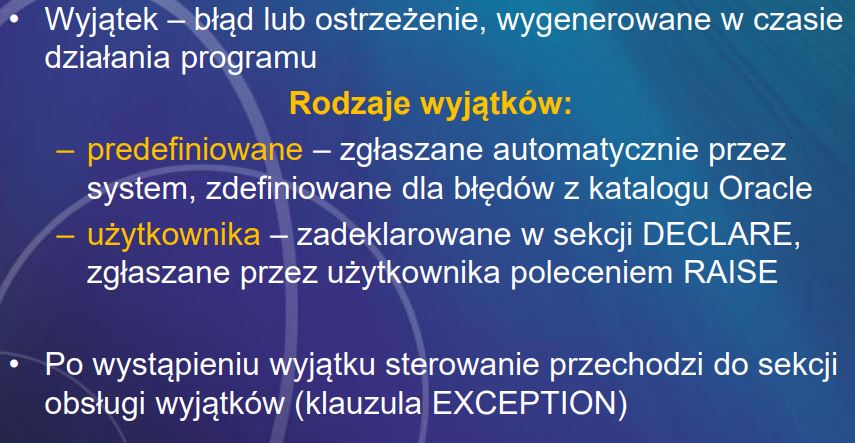 • Wyjątek – błąd lub ostrzeżenie, wygenerowane w czasie
działania programu
Rodzaje wyjątków:
– predefiniowane – zgłaszane automatycznie przez
system, zdefiniowane dla błędów z katalogu Oracle
– użytkownika – zadeklarowane w sekcji DECLARE,
zgłaszane przez użytkownika poleceniem RAISE
• Po wystąpieniu wyjątku sterowanie przechodzi do sekcji
obsługi wyjątków (klauzula EXCEPTION)